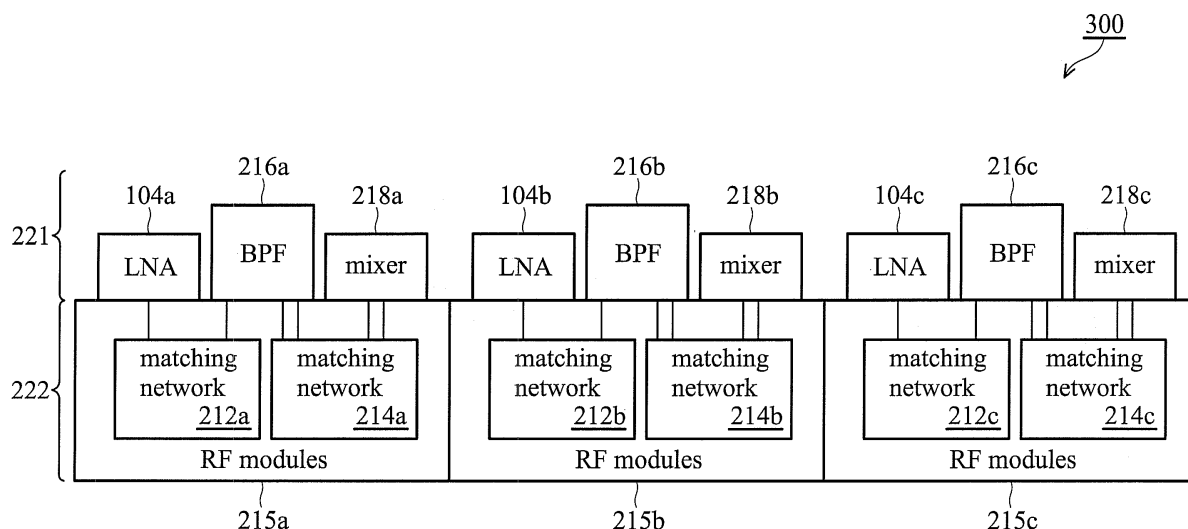 300
216a 216b 216c
104a 218a 104b 218b 104c 218c
221
LNA BPF mixer LNA BPF mixer LNA BPF mixer
matching matching matching matching matching matching
222 network network network network network network
212a 214a 212b 214b 212c 214c
RF modules RF modules RF modules
215a 215b 215c